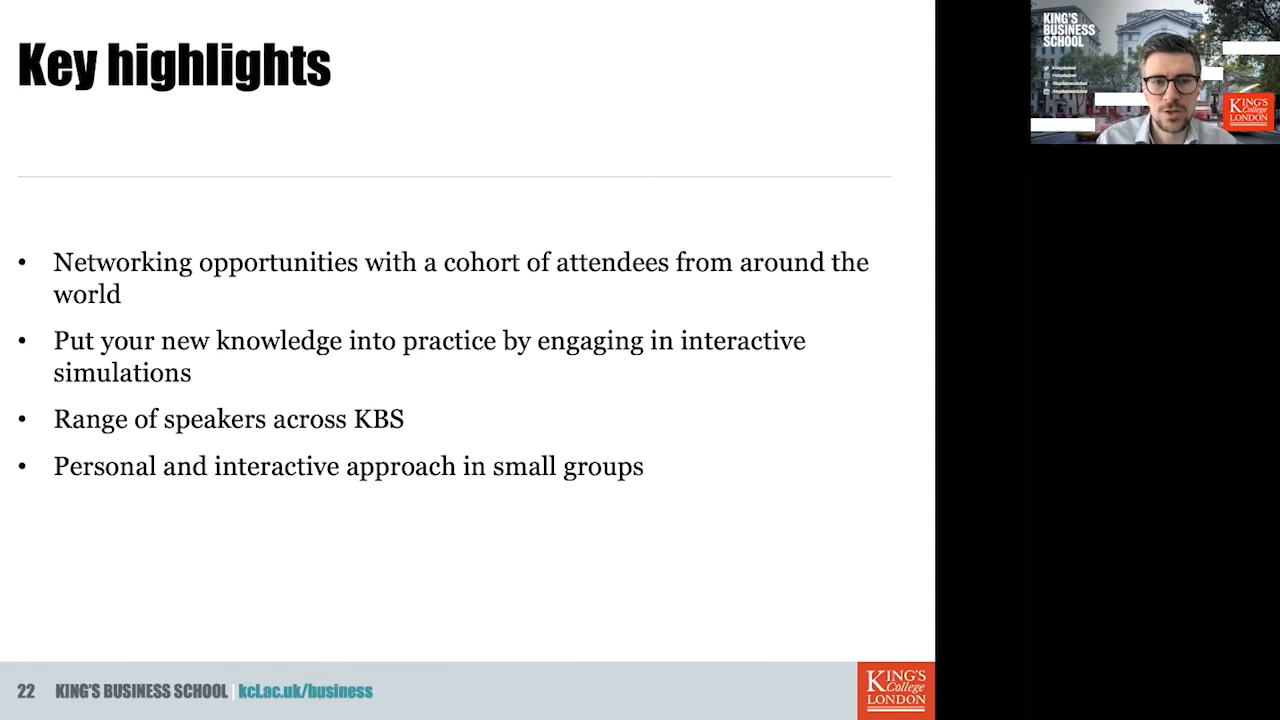 Key highlights
• Networking opportunities with a cohort of attendees from around the
world
• Put your new knowledge into practice by engaging in interactive
simulations
• Range of speakers across KBS
• Personal and interactive approach in small groups
22 KING'S BUSINESS SCHOOL | kcl.ac.uk/business
KING'S
College
LONDON
KING'S
BUSINESS
SCHOOL
KING'S
College
LONDON